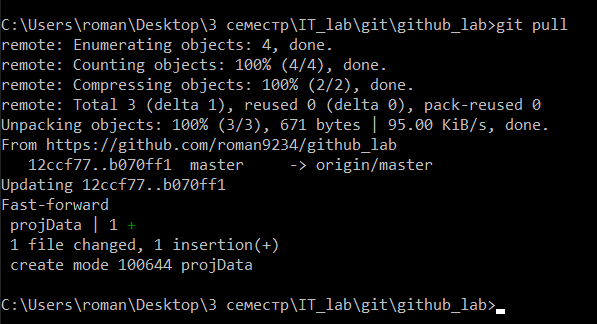 C:\Users\roman\Desktop\3 семестр\IT_lab\git\github_lab>git pull
remote: Enumerating objects: 4, done.
remote: Counting objects: 100% (4/4), done.
remote: Compressing objects: 100% (2/2), done.
remote: Total 3 (delta 1), reused 0 (delta 0), pack-reused 0
Unpacking objects: 100% (3/3), 671 bytes | 95.00 KiB/s, done.
From https://github.com/roman9234/github_lab
   12ccf77..b070ff1  master     -> origin/master
Updating 12ccf77..b070ff1
Fast-forward
 projData | 1 +
 1 file changed, 1 insertion(+)
 create mode 100644 projData
C:\Users\roman\Desktop\3 семестр\IT_lab\git\github_lab>